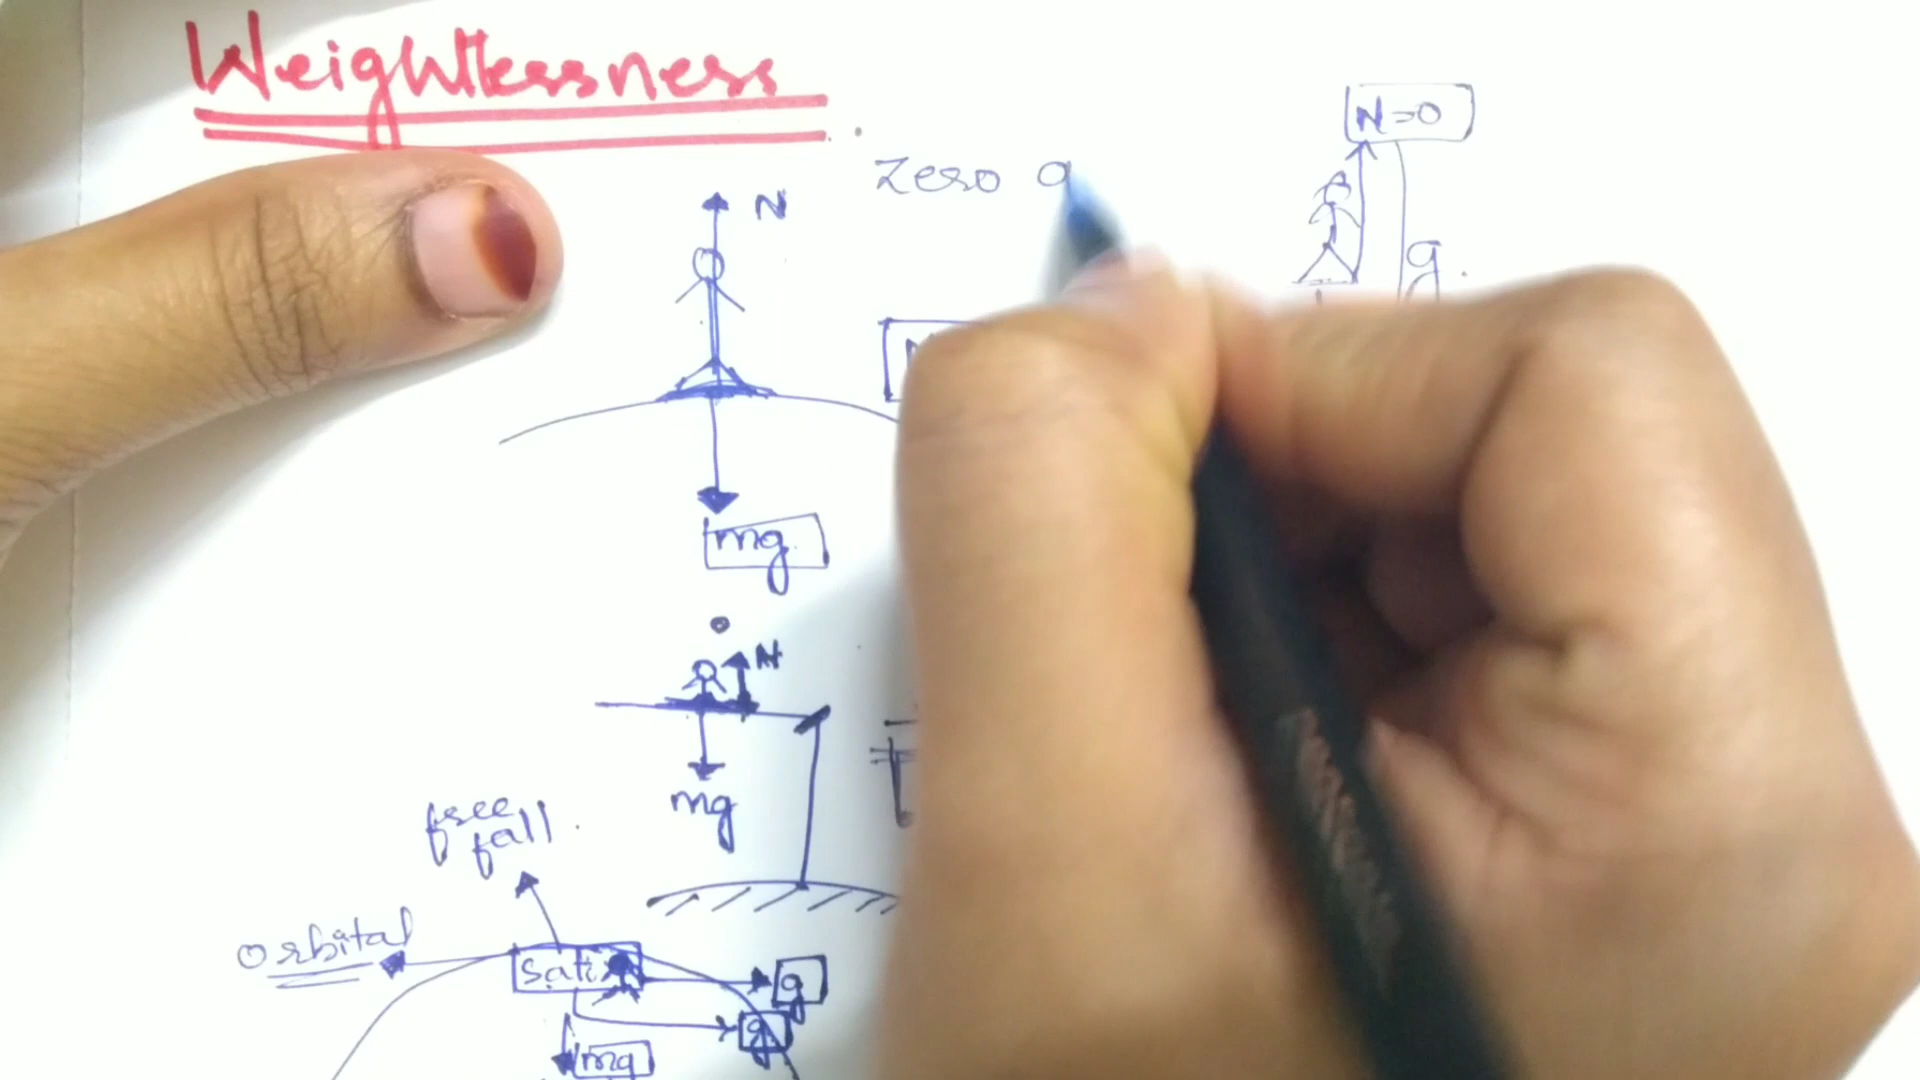 Weightlessness
N=0
Zero g
N
g.
mg.
N
mg
free
fall
orbital
Sati
g
g
mg